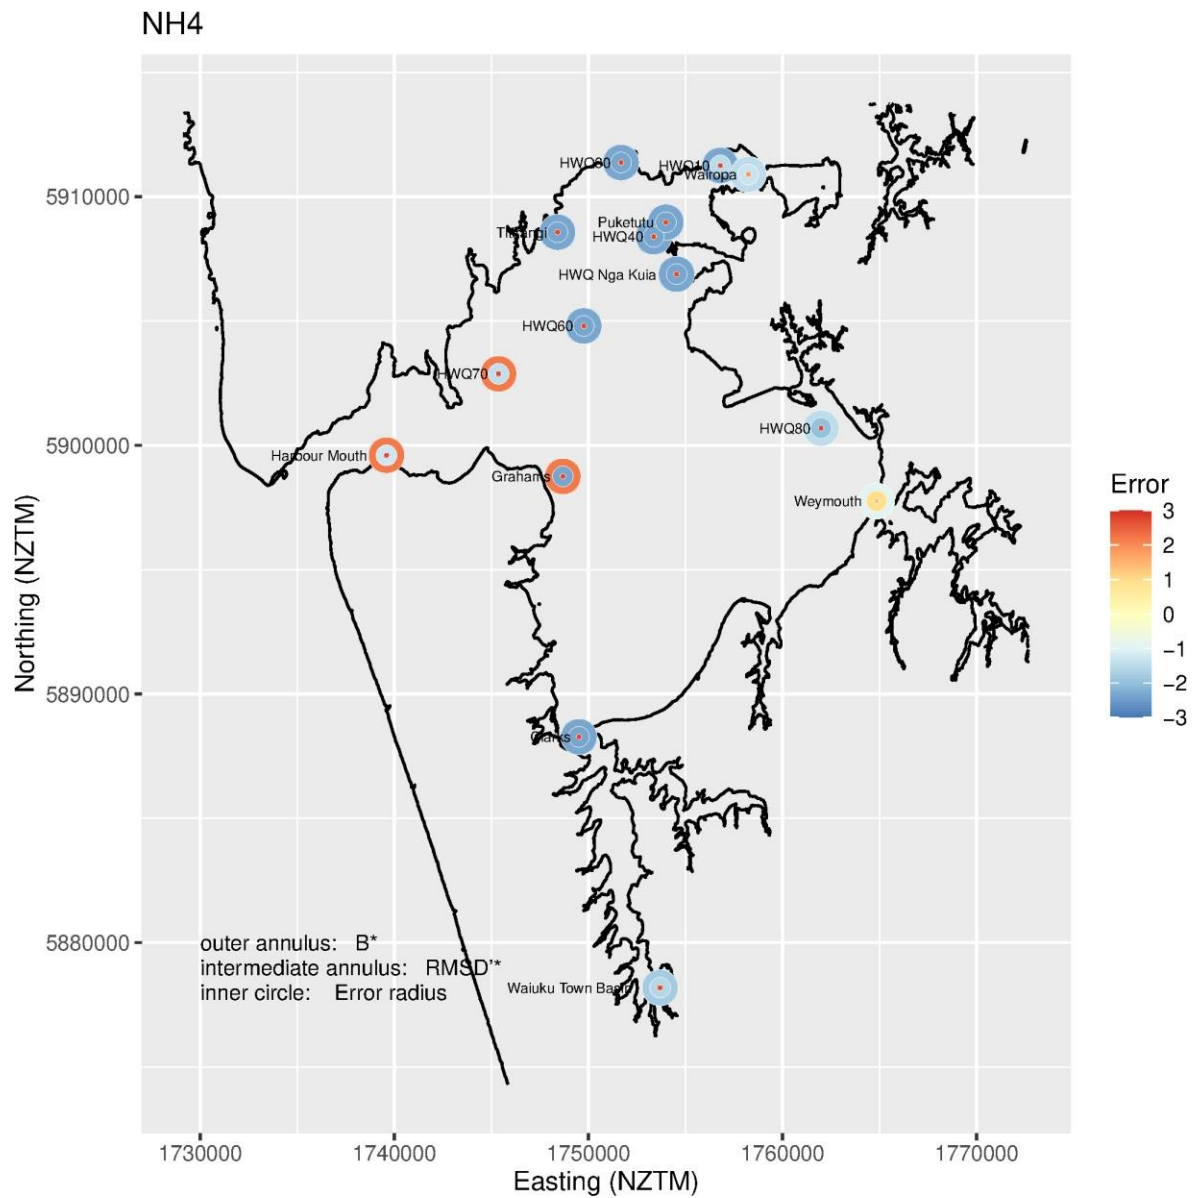 NH4
HWQ10
Wairopa
5910000
Puketutu
HWQ40
HWQ Nga Kuia
HWQ60
HWQ70
HWQ80
5900000
Harbour Mouth
Grahams
Weymouth
Error
3
2
1
0
−1
−2
−3
Northing (NZTM)
5890000
Clarks
5880000
outer annulus: B*
intermediate annulus: RMSD'*
inner circle: Error radius
Waiuku Town Basin
1730000
1740000
1750000
1760000
1770000
Easting (NZTM)